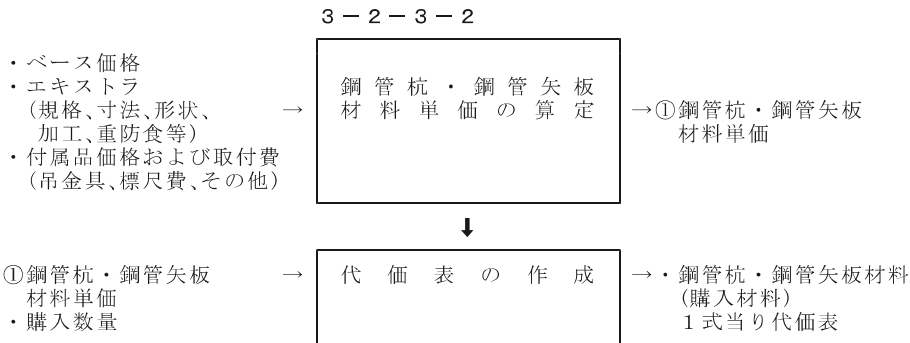 3-2-3-2
・ベース価格
・エキストラ
(規格、寸法、形状、
加工、重防食等)
・付属品価格および取付費
(吊金具、標尺費、その他)
→
鋼管杭・鋼管矢板
材料単価の算定
→①鋼管杭・鋼管矢板
材料単価
①鋼管杭・鋼管矢板
材料単価
・購入数量
→
代価表の作成
→・鋼管杭・鋼管矢板材料
(購入材料)
1式当り代価表